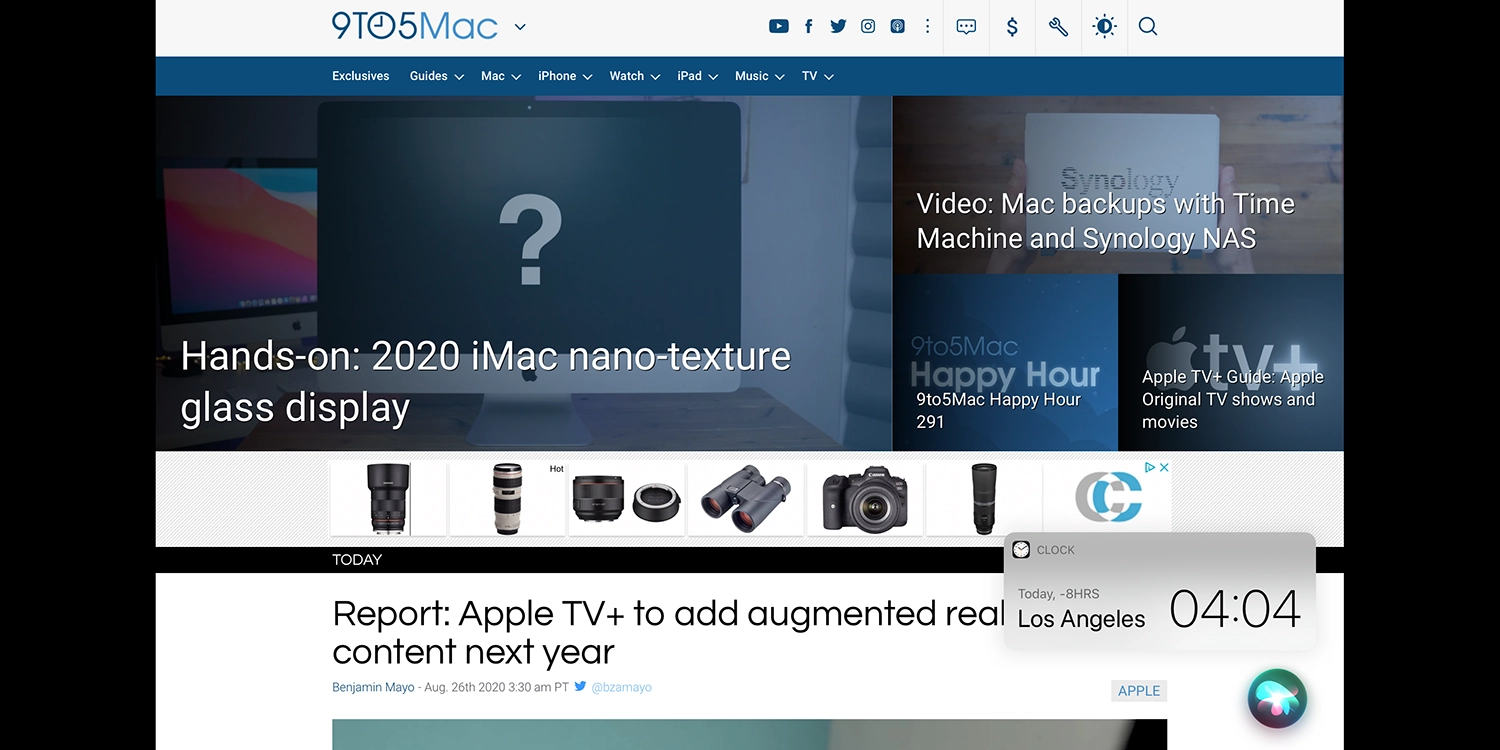 9TO5Mac
Exclusives Guides Mac iPhone Watch iPad Music TV
?
Hands-on: 2020 iMac nano-texture
glass display
Synology
Video: Mac backups with Time
Machine and Synology NAS
9to5Mac
Happy Hour
9to5Mac Happy Hour
291
tv+
Apple TV+ Guide: Apple
Original TV shows and
movies
Hot
Canon
TODAY
CLOCK
Today, -8HRS
Los Angeles 04:04
Report: Apple TV+ to add augmented real
content next year
Benjamin Mayo - Aug. 26th 2020 3:30 am PT @bzamayo
APPLE